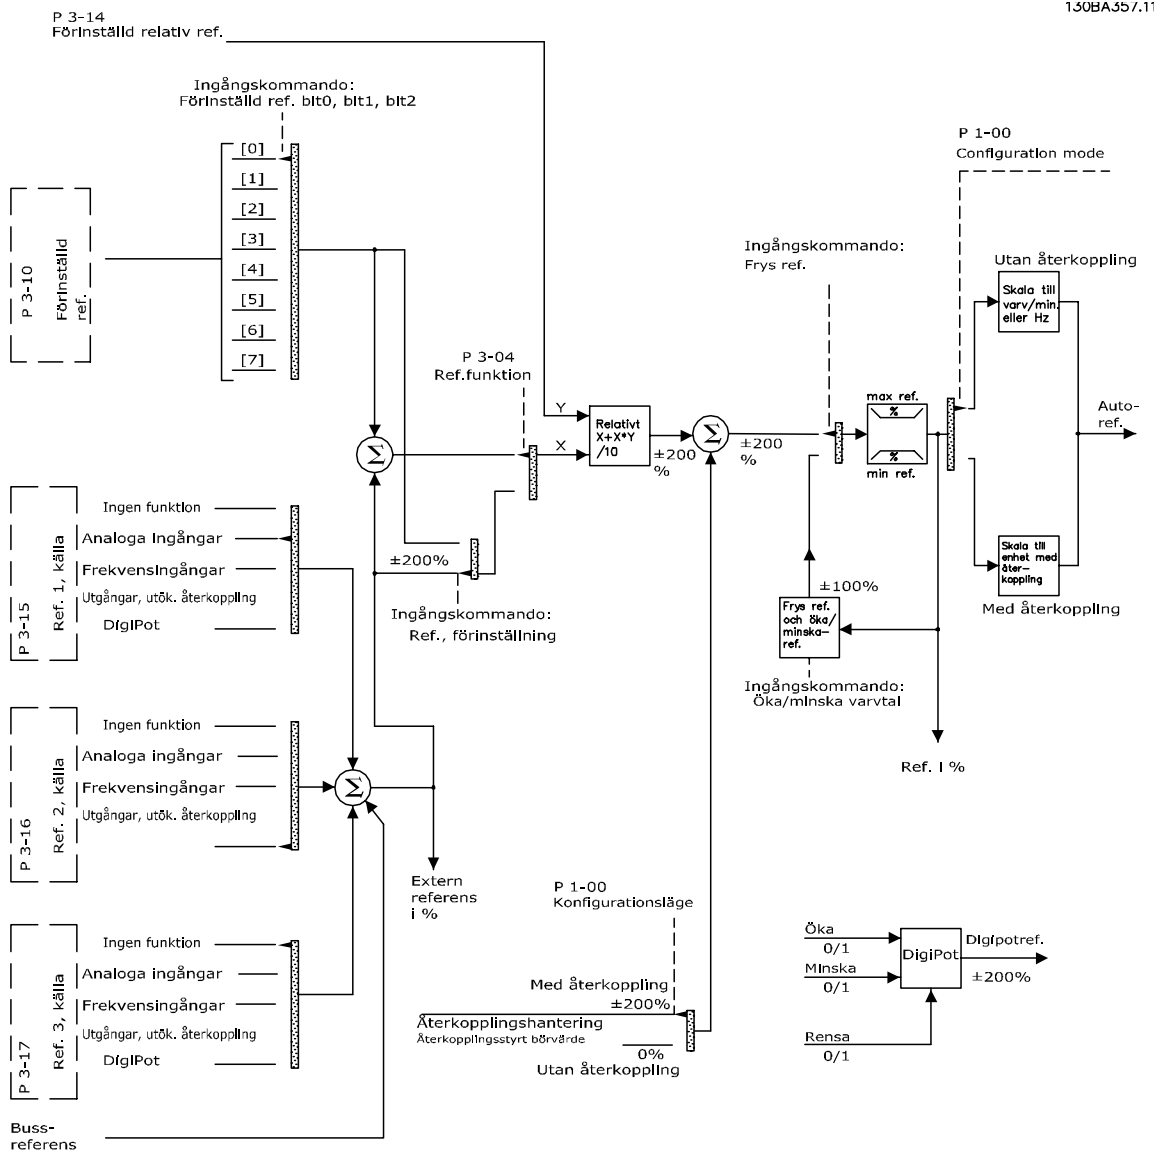 130BA357.11
P 3-14
Förinställd relativ ref.
Ingångskommando:
Förinställd ref. bit0, bit1, bit2
P 1-00
Configuration mode
[0]
[1]
[2]
[3]
[4]
[5]
[6]
[7]
P 3-10
Förinställd
ref.
Ingångskommando:
Frys ref.
Utan återkoppling
Skala till
varv/min.
eller Hz
P 3-04
Ref.funktion
Y
X
Relativt
X+X*Y
/10
±200
%
Σ
±200
%
max ref.
%
%
min ref.
Auto-
ref.
Σ
P 3-15
Ref. 1, källa
Ingen funktion
Analoga ingångar
Frekvensingångar
Utgångar, utök. återkoppling
DigiPot
±200%
Ingångskommando:
Ref., förinställning
±100%
Frys ref.
och öka/
minska-
ref.
Ingångskommando:
Öka/minska varvtal
Skala till
enhet med
åter-
koppling
Med återkoppling
Ref. i %
P 3-16
Ref. 2, källa
Ingen funktion
Analoga ingångar
Frekvensingångar
Utgångar, utök. återkoppling
Σ
Extern
referens
i %
P 1-00
Konfigurationsläge
Med återkoppling
±200%
Återkopplingshantering
Återkopplingsstyrt börvärde
0%
Utan återkoppling
Öka
0/1
Minska
0/1
Rensa
0/1
DigiPot
Digipotref.
±200%
P 3-17
Ref. 3, källa
Ingen funktion
Analoga ingångar
Frekvensingångar
Utgångar, utök. återkoppling
DigiPot
Buss-
referens